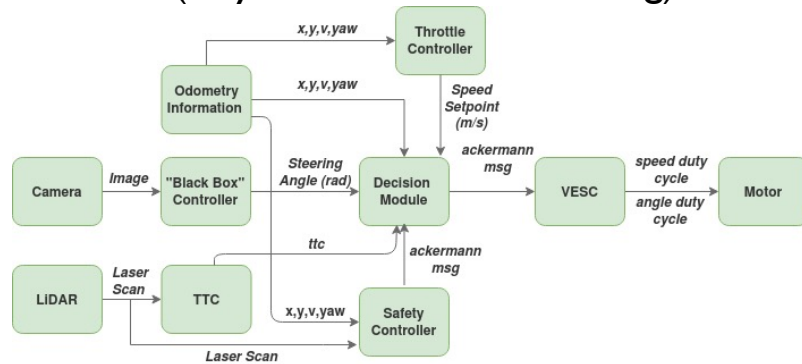 x,y,v,yaw
Throttle
Controller
Odometry
Information
x,y,v,yaw
Speed
Setpoint
(m/s)
Camera
Image
"Black Box"
Controller
Steering
Angle (rad)
Decision
Module
ackermann
msg
VESC
speed duty
cycle
angle duty
cycle
Motor
ttc
ackermann
msg
LiDAR
Laser
Scan
TTC
x,y,v,yaw
Safety
Controller
Laser Scan